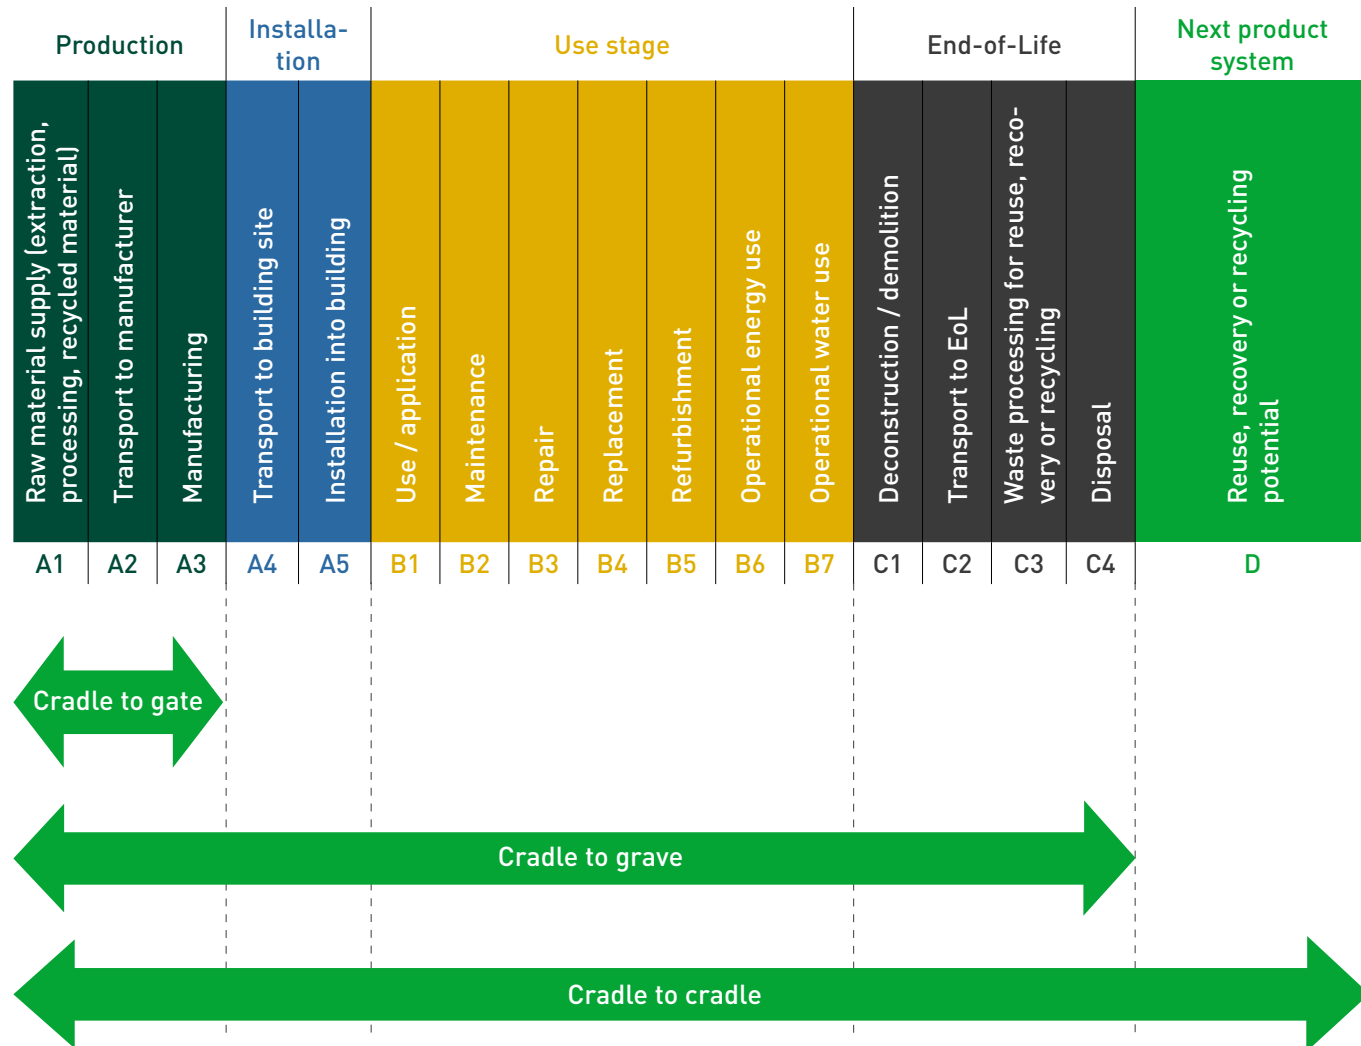 Production
Installa-
tion
Use stage
End-of-Life
Next product
system
Raw material supply (extraction,
processing, recycled material)
Transport to manufacturer
Manufacturing
Transport to building site
Installation into building
Use / application
Maintenance
Repair
Replacement
Refurbishment
Operational energy use
Operational water use
Deconstruction / demolition
Transport to EoL
Waste processing for reuse, reco-
very or recycling
Disposal
Reuse, recovery or recycling
potential
A1 A2 A3 A4 A5 B1 B2 B3 B4 B5 B6 B7 C1 C2 C3 C4 D
Cradle to gate
Cradle to grave
Cradle to cradle